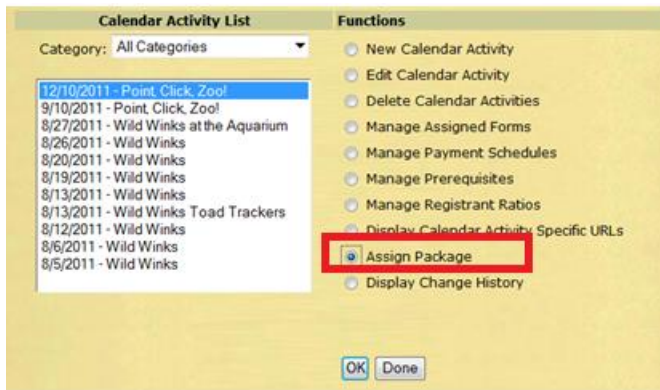 Calendar Activity List
Category: All Categories
12/10/2011 - Point, Click, Zoo!
9/10/2011 - Point, Click, Zoo!
8/27/2011 - Wild Winks at the Aquarium
8/26/2011 - Wild Winks
8/20/2011 - Wild Winks
8/19/2011 - Wild Winks
8/13/2011 - Wild Winks
8/13/2011 - Wild Winks Toad Trackers
8/12/2011 - Wild Winks
8/6/2011 - Wild Winks
8/5/2011 - Wild Winks
Functions
New Calendar Activity
Edit Calendar Activity
Delete Calendar Activities
Manage Assigned Forms
Manage Payment Schedules
Manage Prerequisites
Manage Registrant Ratios
Display Calendar Activity Specific URLs
Assign Package
Display Change History
OK Done